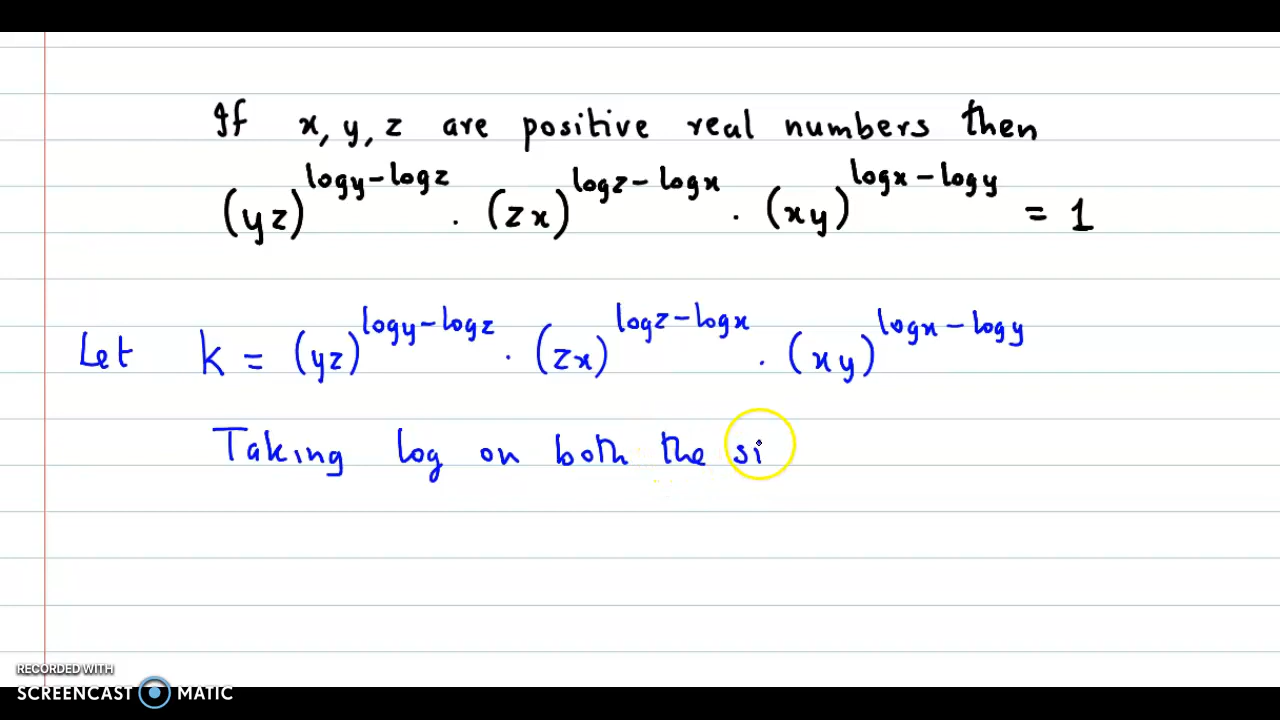 If x, y, z are positive real numbers then
(yz)^(logy-logz) . (zx)^(logz-logx) . (xy)^(logx-logy) = 1
Let k = (yz)^(logy-logz) . (zx)^(logz-logx) . (xy)^(logx-logy)
Taking log on both the si
RECORDED WITH
SCREENCAST MATIC